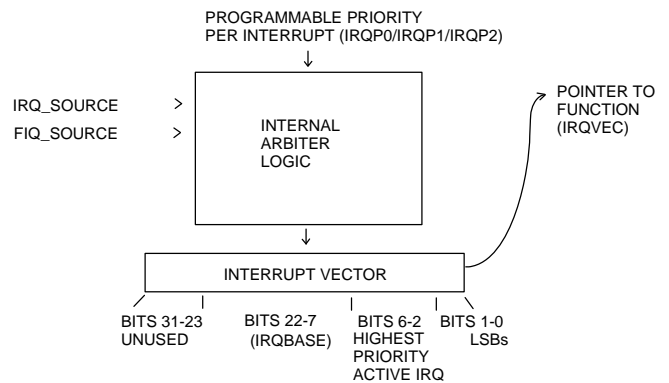 PROGRAMMABLE PRIORITY
PER INTERRUPT (IRQP0/IRQP1/IRQP2)
IRQ_SOURCE
FIQ_SOURCE
INTERNAL
ARBITER
LOGIC
POINTER TO
FUNCTION
(IRQVEC)
INTERRUPT VECTOR
BITS 31-23
UNUSED
BITS 22-7
(IRQBASE)
BITS 6-2
HIGHEST
PRIORITY
ACTIVE IRQ
BITS 1-0
LSBs